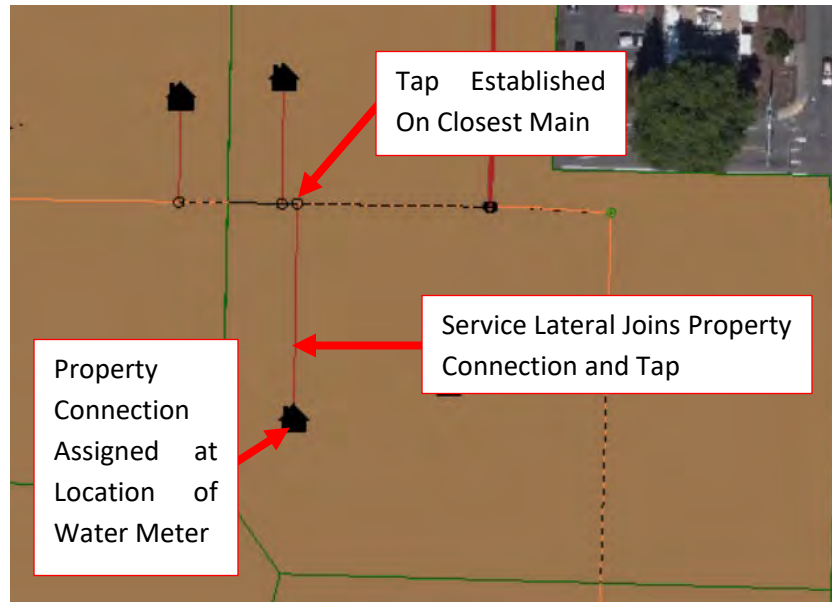 Tap Established
On Closest Main
Service Lateral Joins Property
Connection and Tap
Property
Connection
Assigned at
Location of
Water Meter